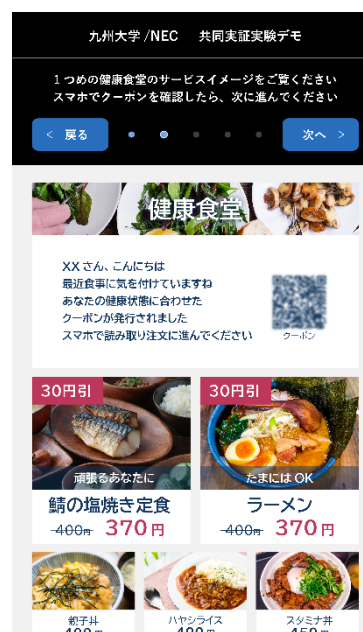 九州大学 /NEC　共同実証実験デモ
1つめの健康食堂のサービスイメージをご覧ください
スマホでクーポンを確認したら、次に進んでください
< 戻る
次へ >
健康食堂
XX さん、こんにちは
最近食事に気を付けていますね
あなたの健康状態に合わせた
クーポンが発行されました
スマホで読み取り注文に進んでください
クーポン
30円引
30円引
頑張るあなたに
たまには OK
鯖の塩焼き定食
ラーメン
400円 370円
400円 370円
親子丼
ハヤシライス
スタミナ丼